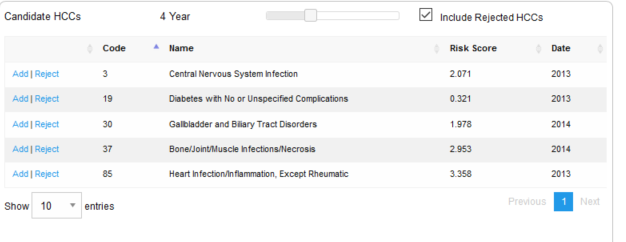 Candidate HCCs 4 Year Include Rejected HCCs
Code Name Risk Score Date
Add | Reject 3 Central Nervous System Infection 2.071 2013
Add | Reject 19 Diabetes with No or Unspecified Complications 0.321 2013
Add | Reject 30 Gallbladder and Biliary Tract Disorders 1.978 2014
Add | Reject 37 Bone/Joint/Muscle Infections/Necrosis 2.953 2014
Add | Reject 85 Heart Infection/Inflammation, Except Rheumatic 3.358 2013
Show 10 entries Previous 1 Next